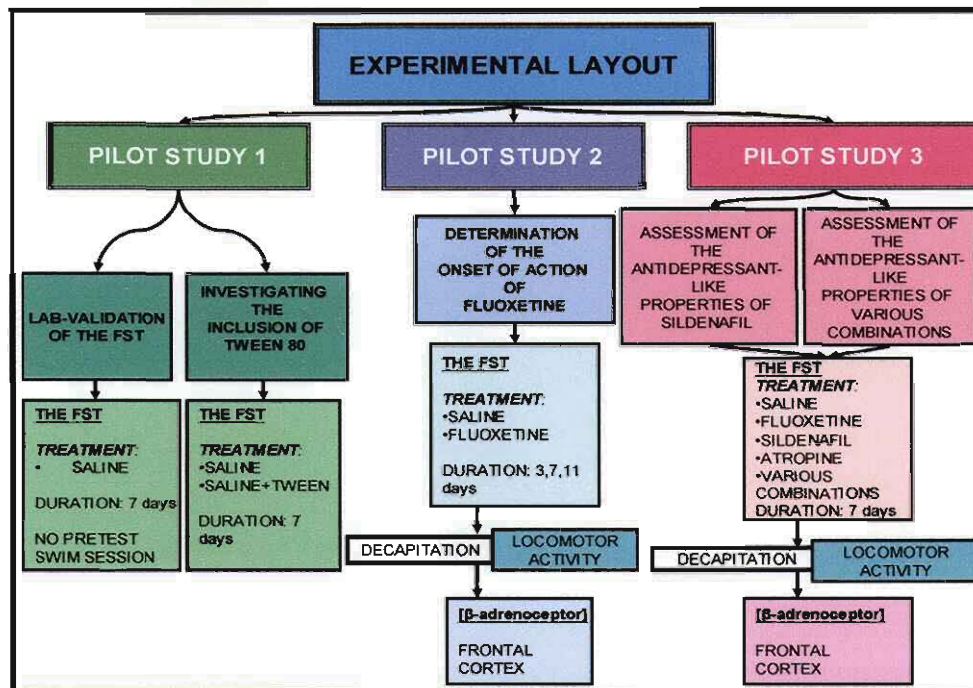 EXPERIMENTAL LAYOUT
PILOT STUDY 1
LAB-VALIDATION
OF THE FST
THE FST
TREATMENT:
• SALINE
DURATION: 7 days
NO PRETEST
SWIM SESSION
INVESTIGATING
THE
INCLUSION OF
TWEEN 80
THE FST
TREATMENT:
•SALINE
•SALINE+TWEEN
DURATION: 7
days
PILOT STUDY 2
DETERMINATION
OF THE
ONSET OF ACTION
OF
FLUOXETINE
THE FST
TREATMENT:
•SALINE
•FLUOXETINE
DURATION: 3,7,11
days
DECAPITATION
LOCOMOTOR
ACTIVITY
[β-adrenoceptor]
FRONTAL
CORTEX
PILOT STUDY 3
ASSESSMENT OF
THE
ANTIDEPRESSANT-
LIKE
PROPERTIES OF
SILDENAFIL
ASSESSMENT OF
THE
ANTIDEPRESSANT-
LIKE
PROPERTIES OF
VARIOUS
COMBINATIONS
THE FST
TREATMENT:
•SALINE
•FLUOXETINE
•SILDENAFIL
•ATROPINE
•VARIOUS
COMBINATIONS
DURATION: 7 days
DECAPITATION
LOCOMOTOR
ACTIVITY
[β-adrenoceptor]
FRONTAL
CORTEX